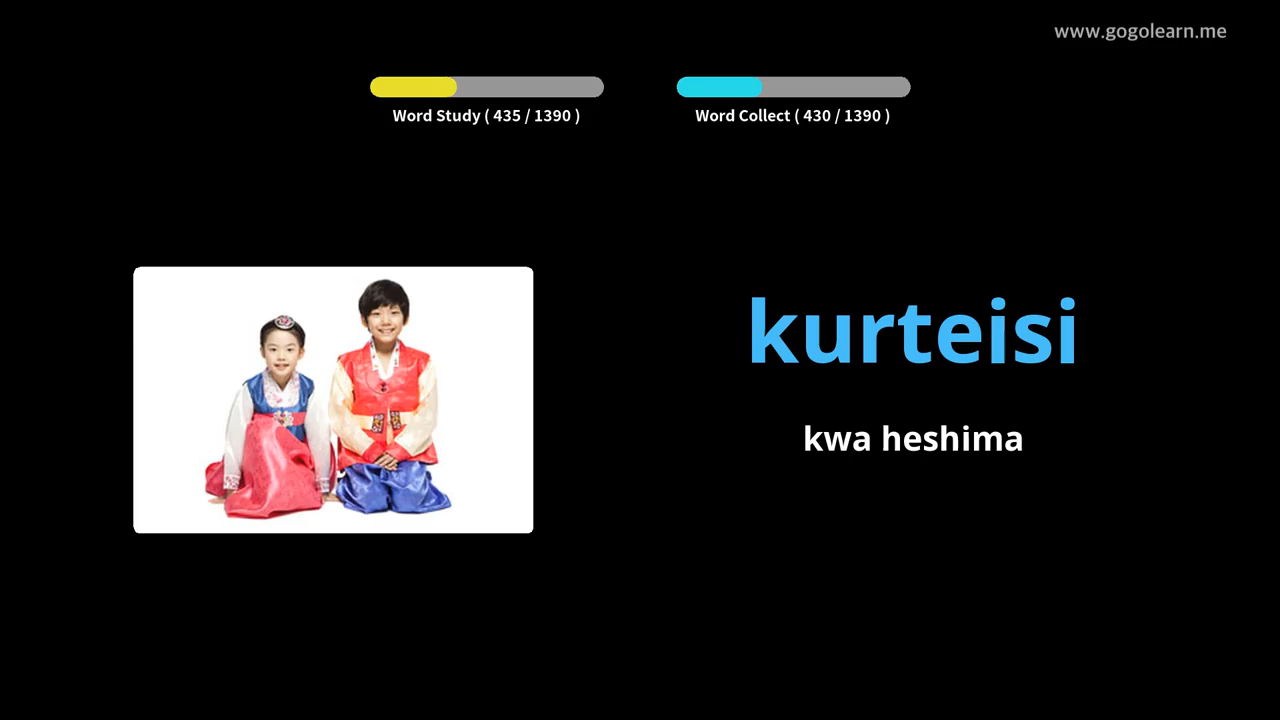 www.gogolearn.me
Word Study ( 435 / 1390 )
Word Collect ( 430 / 1390 )
kurteisi
kwa heshima